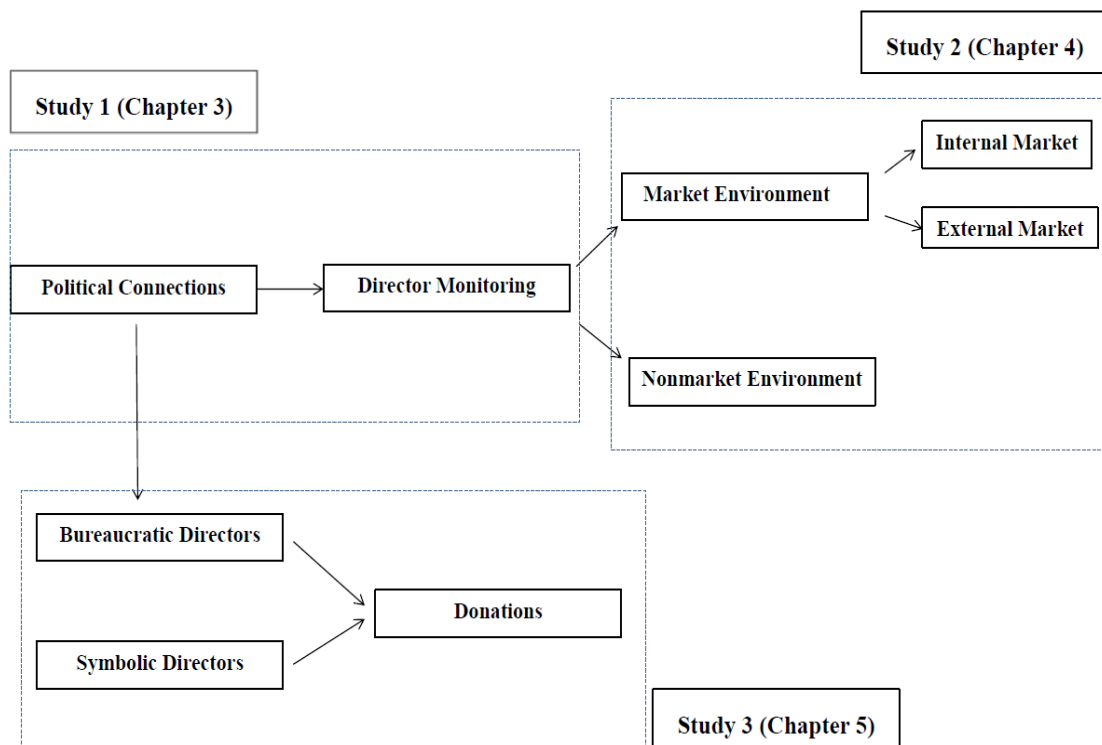 Study 2 (Chapter 4)
Study 1 (Chapter 3)
Internal Market
Market Environment
External Market
Political Connections
Director Monitoring
Nonmarket Environment
Bureaucratic Directors
Donations
Symbolic Directors
Study 3 (Chapter 5)